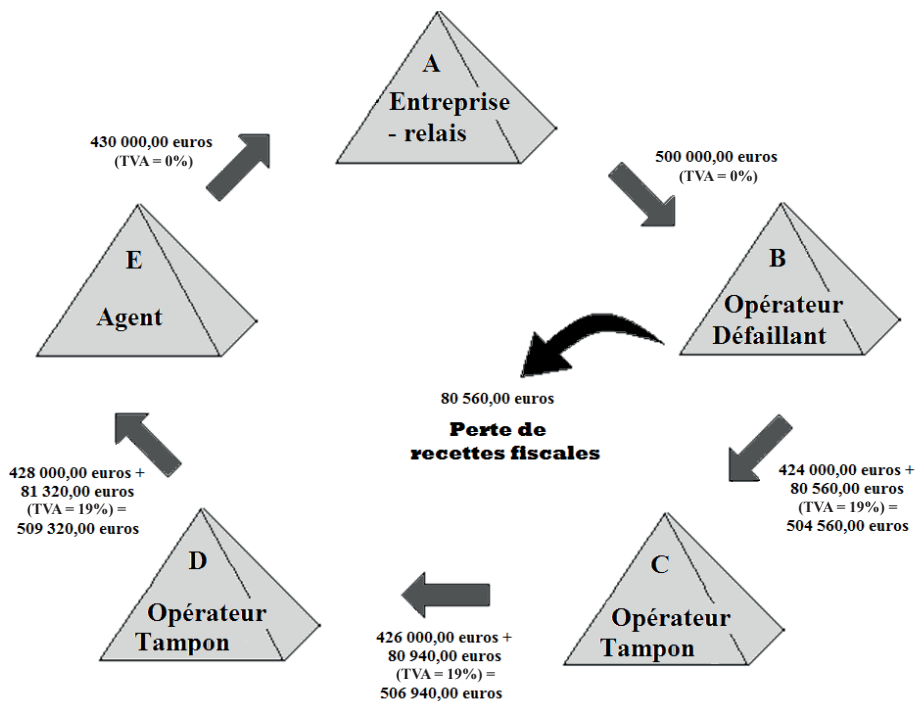 A
Entreprise
- relais
430 000,00 euros
(TVA = 0%)
500 000,00 euros
(TVA = 0%)
E
Agent
B
Opérateur
Défaillant
80 560,00 euros
Perte de
recettes fiscales
428 000,00 euros +
81 320,00 euros
(TVA = 19%) =
509 320,00 euros
424 000,00 euros +
80 560,00 euros
(TVA = 19%) =
504 560,00 euros
D
Opérateur
Tampon
C
Opérateur
Tampon
426 000,00 euros +
80 940,00 euros
(TVA = 19%) =
506 940,00 euros